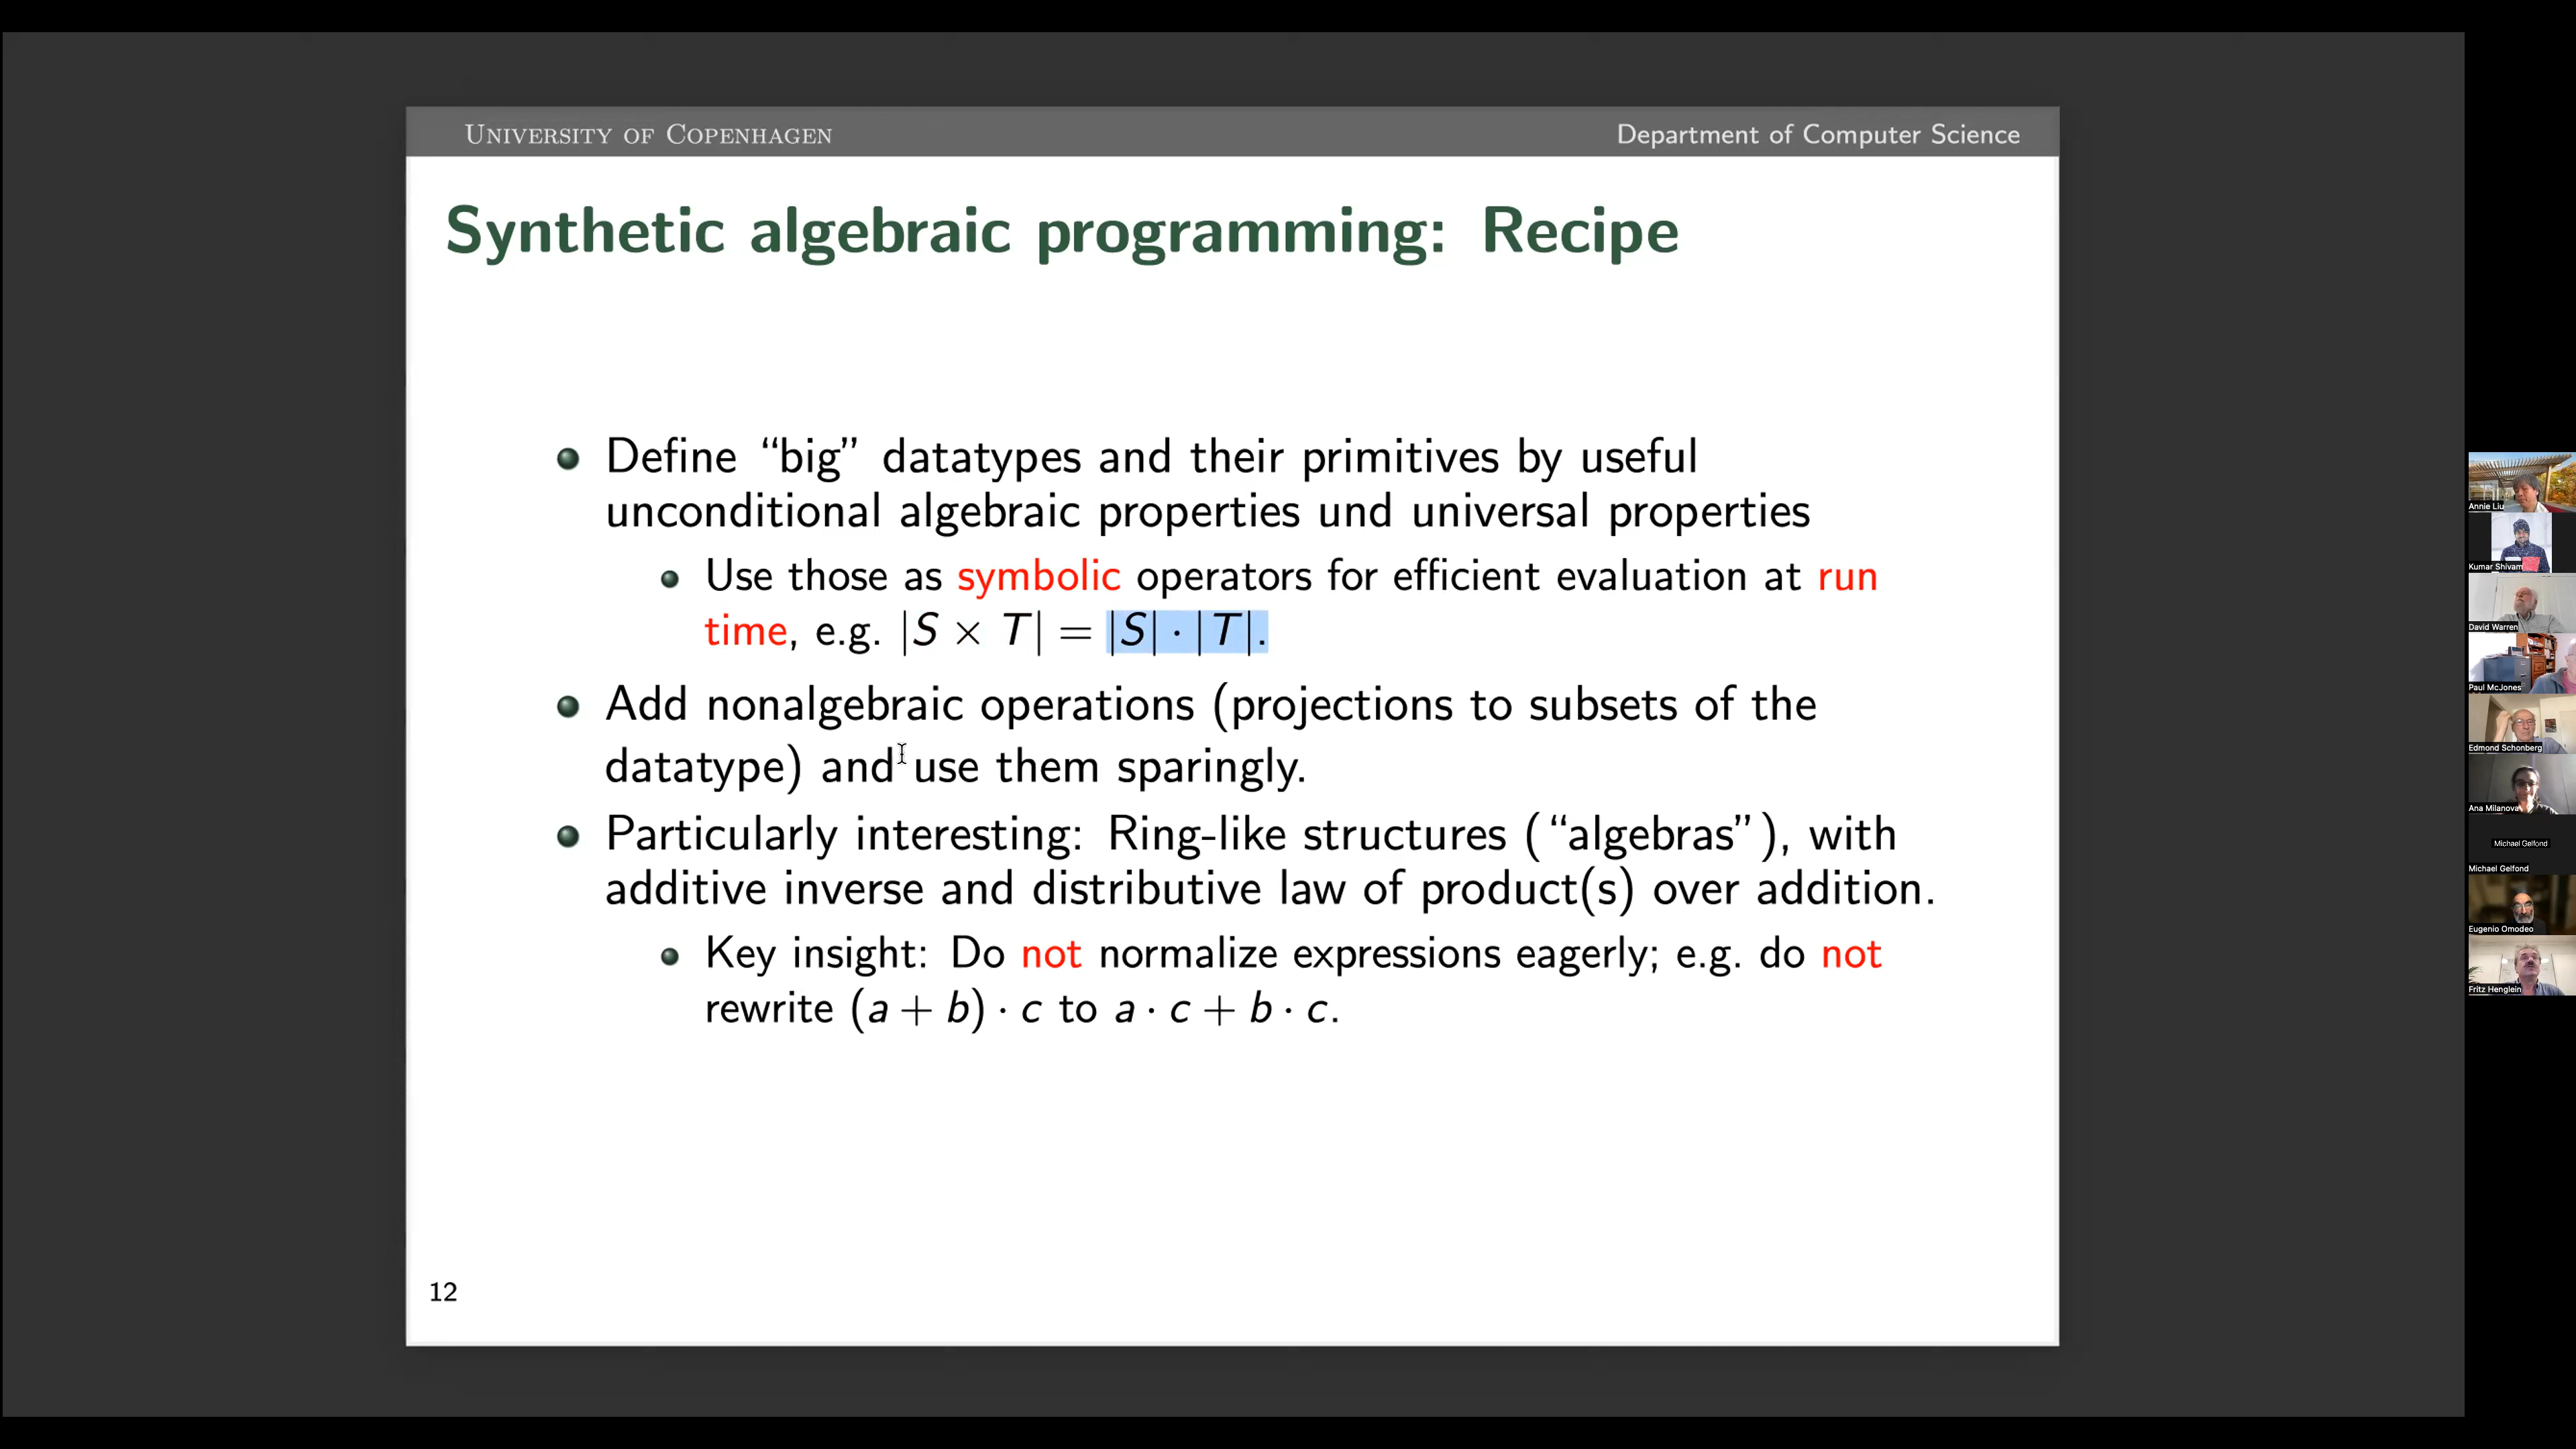 University of Copenhagen
Department of Computer Science
Synthetic algebraic programming: Recipe
Define “big” datatypes and their primitives by useful
unconditional algebraic properties und universal properties
Use those as symbolic operators for efficient evaluation at run
time, e.g. |S × T| = |S| · |T|.
Add nonalgebraic operations (projections to subsets of the
datatype) and use them sparingly.
Particularly interesting: Ring-like structures (“algebras”), with
additive inverse and distributive law of product(s) over addition.
Key insight: Do not normalize expressions eagerly; e.g. do not
rewrite (a + b) · c to a · c + b · c.
12
Annie Liu
Kumar Shivam
David Warren
Paul McJones
Edmond Schonberg
Ana Milanova
Michael Gelfond
Michael Gelfond
Eugenio Omodeo
Fritz Henglein